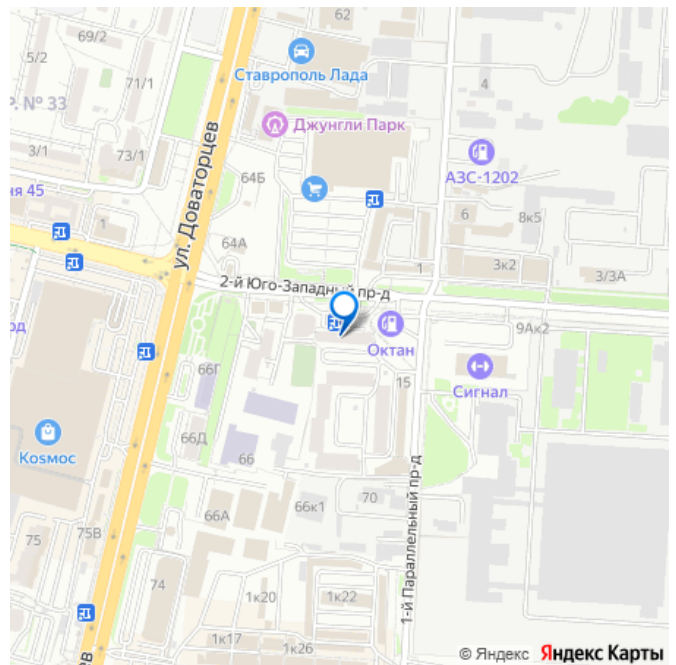 62
69/2
5/2
Ставрополь Лада
71/1
Р. № 33
Джунгли Парк
3/1
73/1
4
АЗС-1202
64Б
ня 45
ул. Доваторцев
1
6
8к5
64А
3к2
1
3/3А
2-й Юго-Западный пр-д
9Ак2
од
Октан
66Г
15
Сигнал
66Д
Коsмос
66
70
66к1
66А
1-й Параллельный пр-д
75В
75
74
1к20
1к22
1к17
1к26
ев
© Яндекс Яндекс Карты